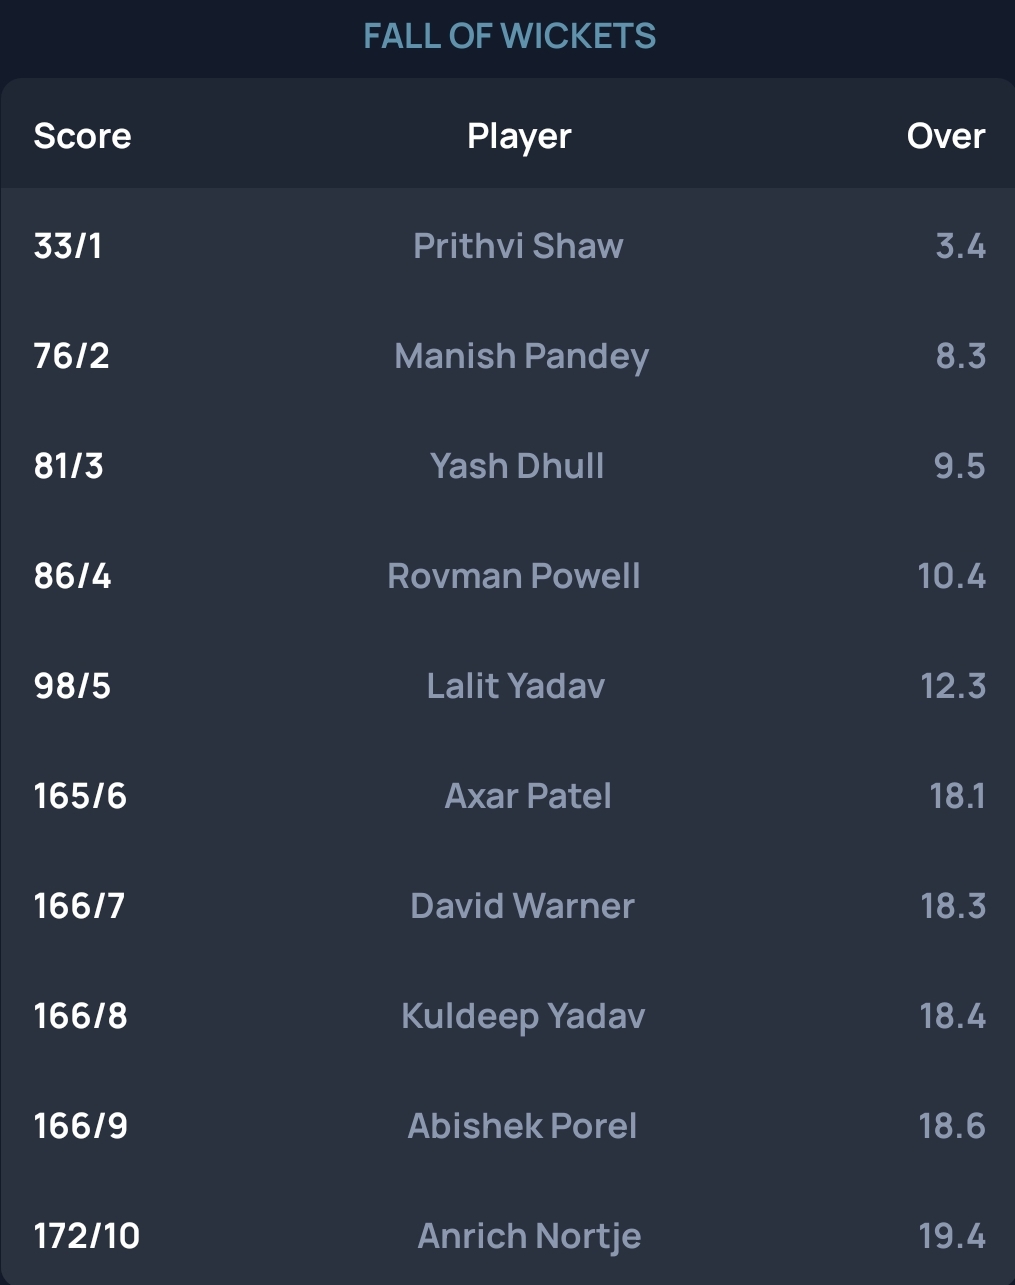 FALL OF WICKETS
Score Player Over
33/1 Prithvi Shaw 3.4
76/2 Manish Pandey 8.3
81/3 Yash Dhull 9.5
86/4 Rovman Powell 10.4
98/5 Lalit Yadav 12.3
165/6 Axar Patel 18.1
166/7 David Warner 18.3
166/8 Kuldeep Yadav 18.4
166/9 Abishek Porel 18.6
172/10 Anrich Nortje 19.4